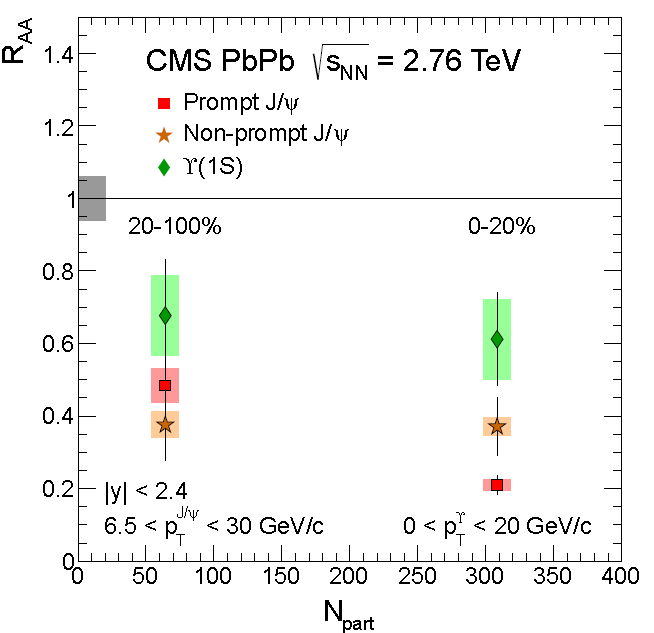 R_AA
CMS PbPb √s_NN = 2.76 TeV
Prompt J/ψ
Non-prompt J/ψ
ϒ(1S)
1.4
1.2
1
0.8
0.6
0.4
0.2
0
20-100%
0-20%
|y| < 2.4
6.5 < p_T^J/ψ < 30 GeV/c
0 < p_T^ϒ < 20 GeV/c
0 50 100 150 200 250 300 350 400
N_part